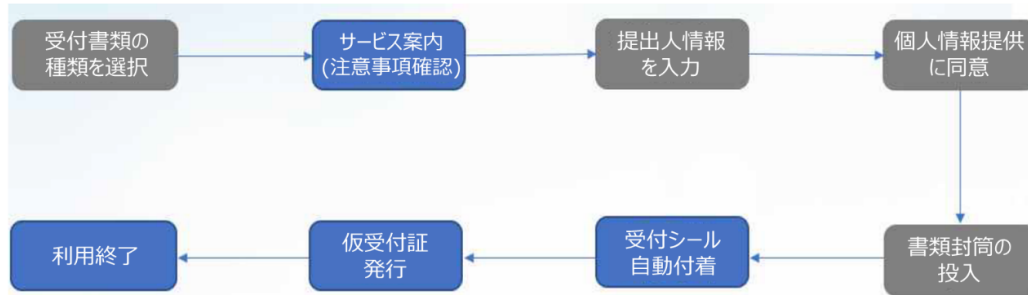 受付書類の
種類を選択
サービス案内
(注意事項確認)
提出人情報
を入力
個人情報提供
に同意
書類封筒の
投入
受付シール
自動付着
仮受付証
発行
利用終了